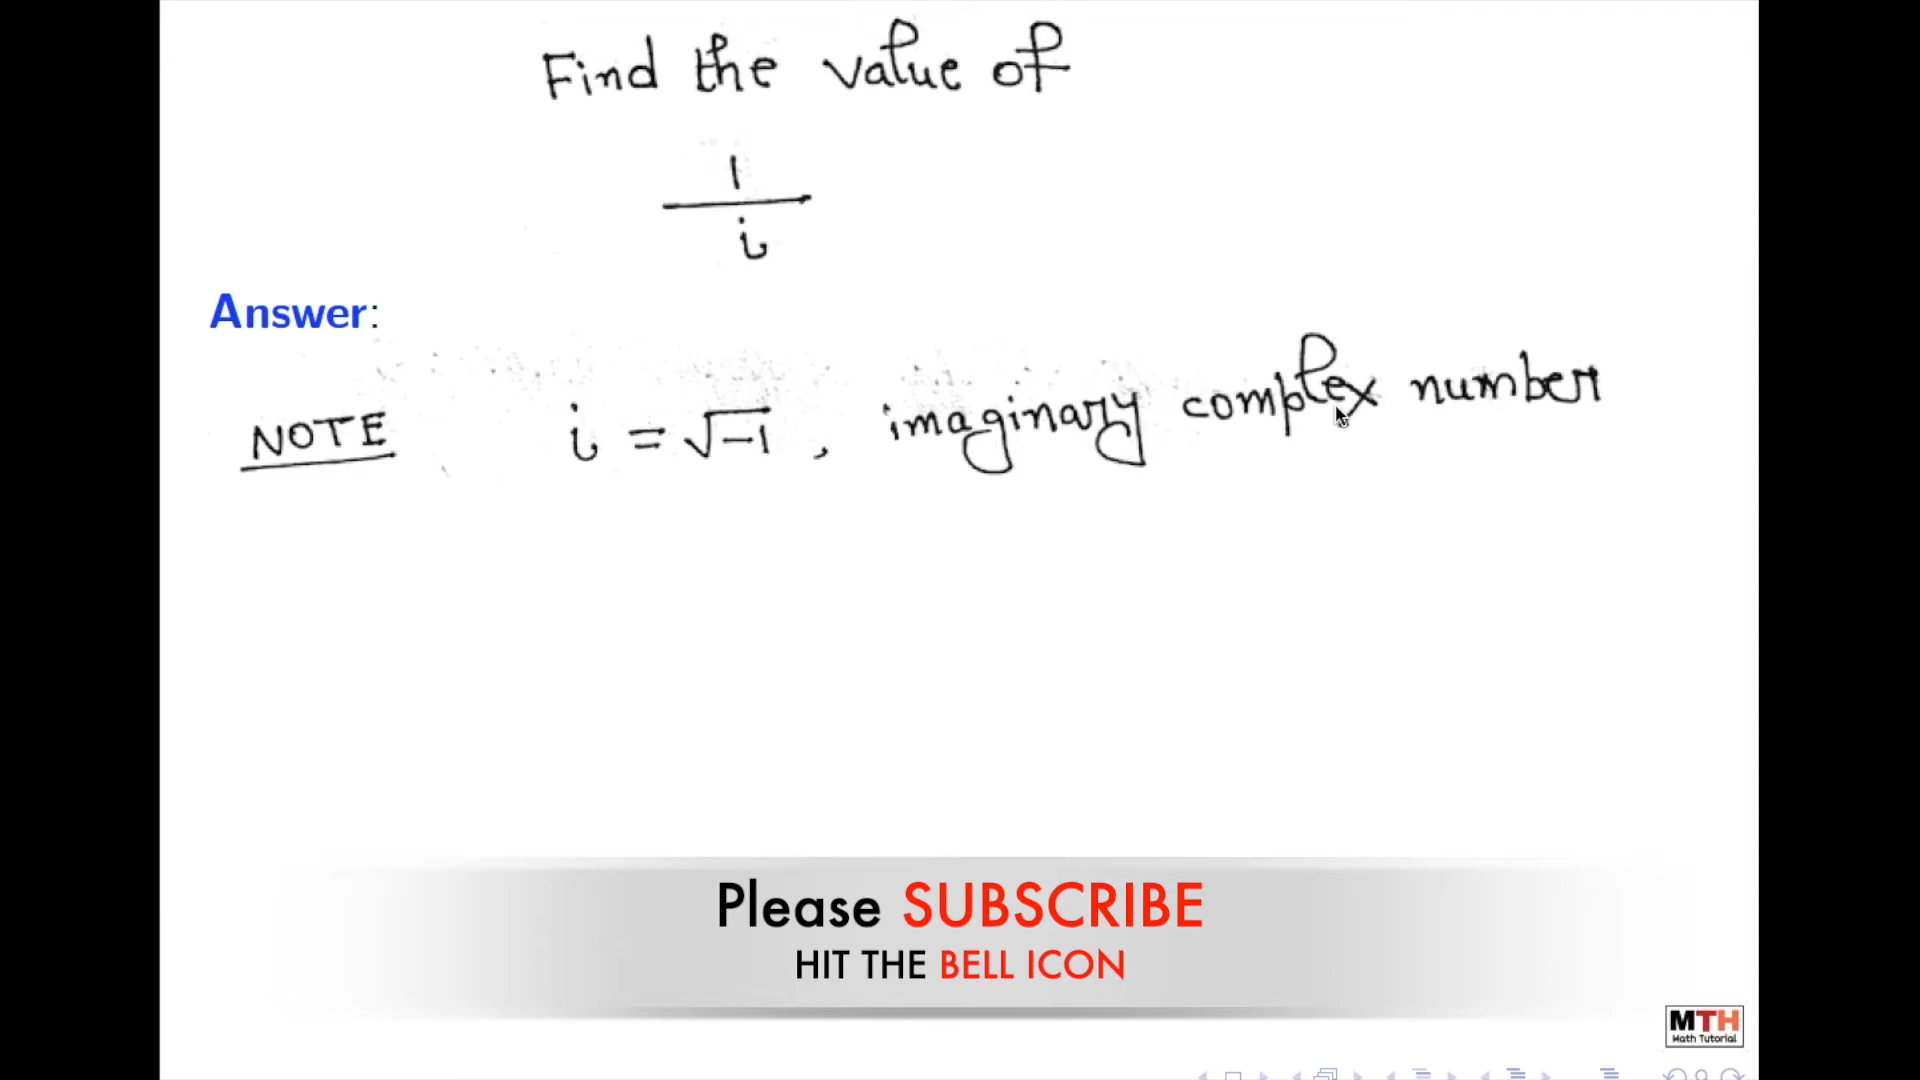 Find the value of
1
i
Answer:
NOTE i = √-1 , imaginary complex number
Please SUBSCRIBE
HIT THE BELL ICON
MTH
Math Tutorial